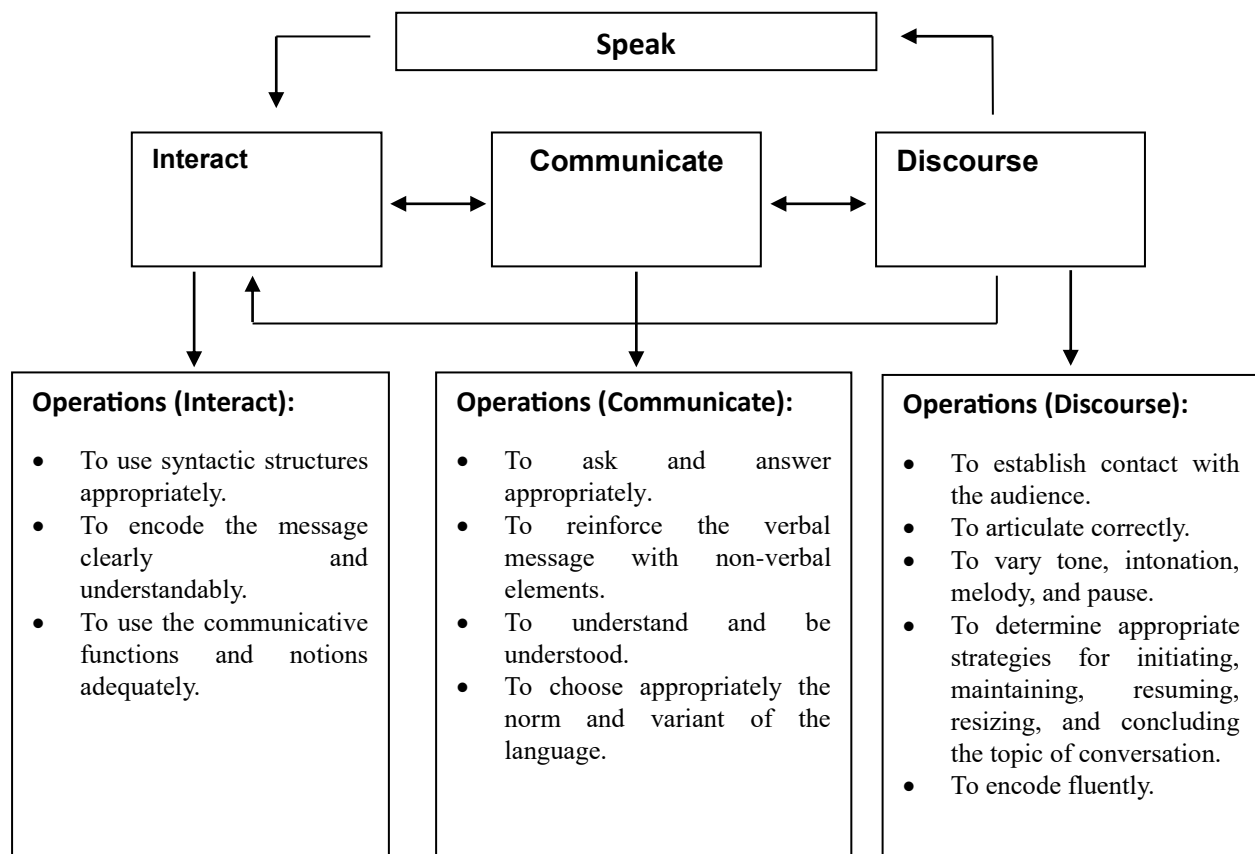 Speak
Interact
Communicate
Discourse
Operations (Interact):
• To use syntactic structures
appropriately.
• To encode the message
clearly and
understandably.
• To use the communicative
functions and notions
adequately.
Operations (Communicate):
• To ask and answer
appropriately.
• To reinforce the verbal
message with non-verbal
elements.
• To understand and be
understood.
• To choose appropriately the
norm and variant of the
language.
Operations (Discourse):
• To establish contact with
the audience.
• To articulate correctly.
• To vary tone, intonation,
melody, and pause.
• To determine appropriate
strategies for initiating,
maintaining, resuming,
resizing, and concluding
the topic of conversation.
• To encode fluently.